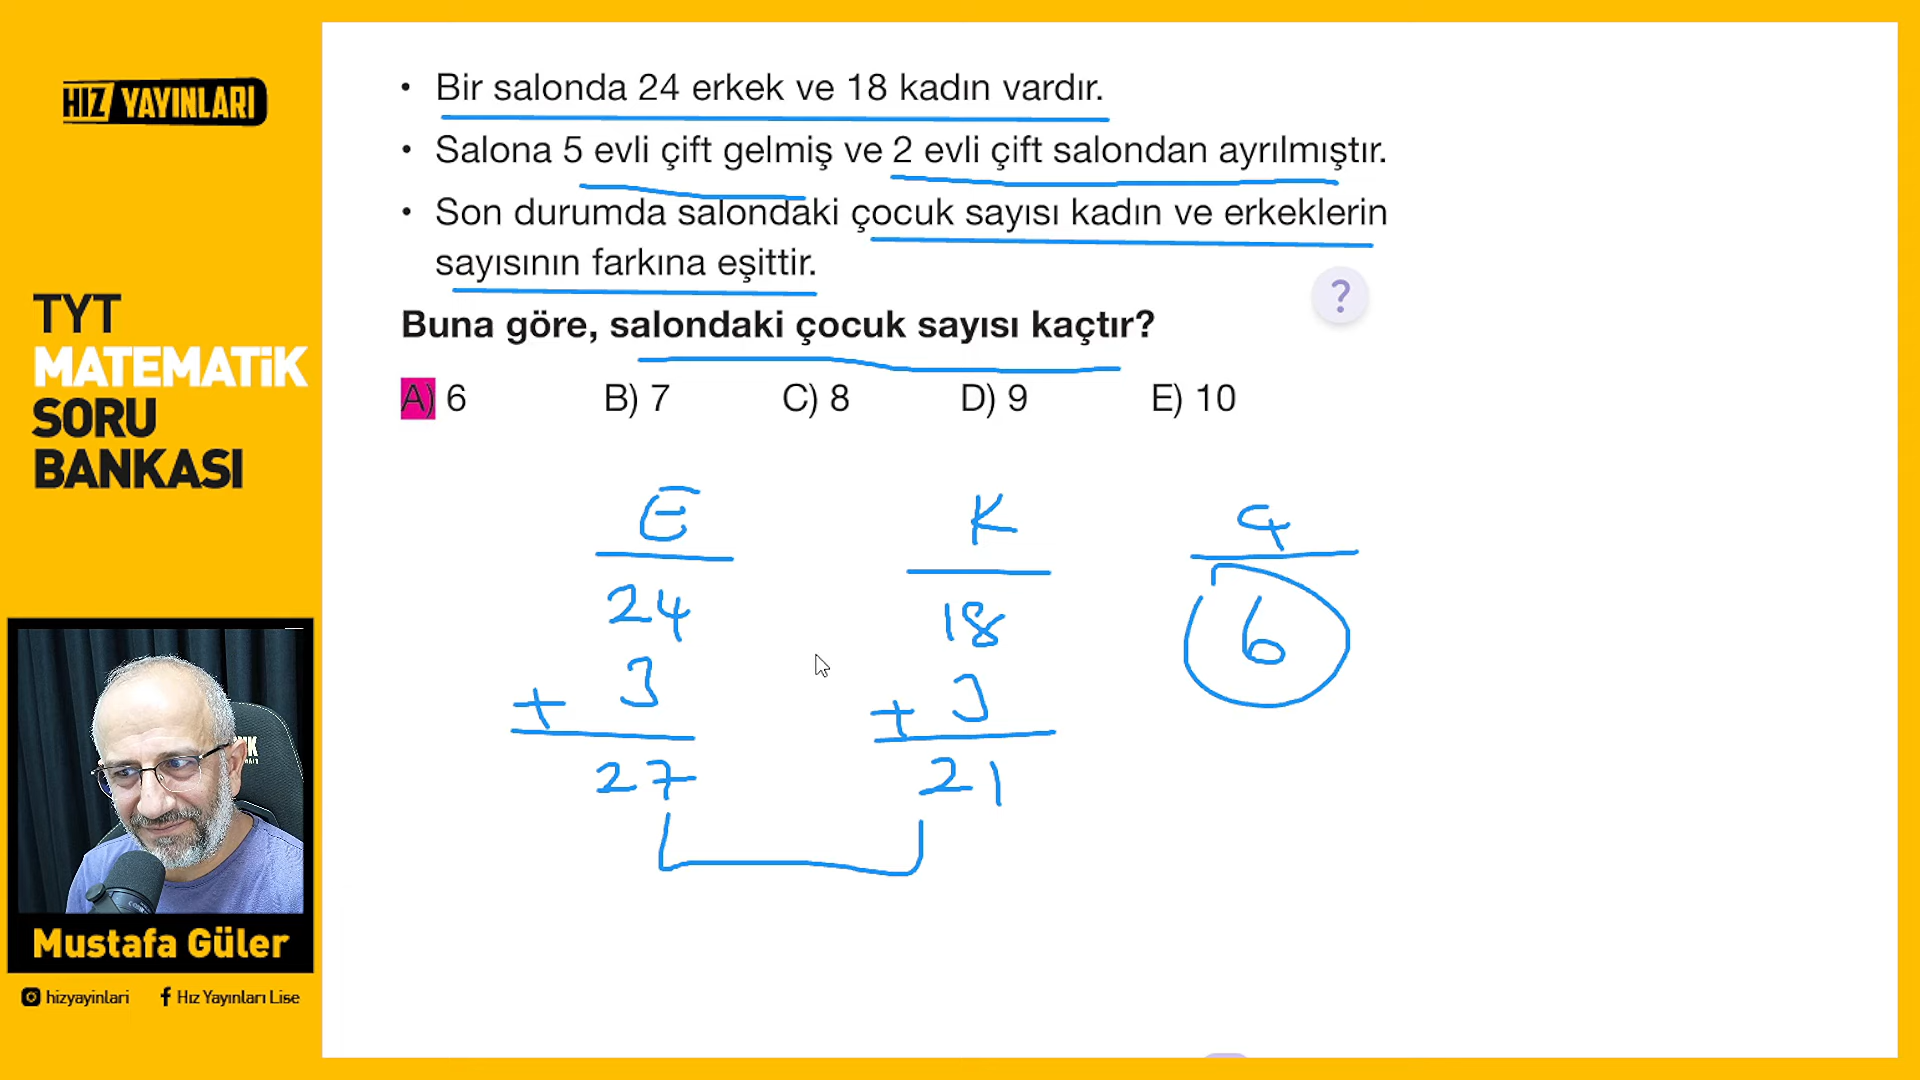 HIZ YAYINLARI
TYT
MATEMATİK
SORU
BANKASI
• Bir salonda 24 erkek ve 18 kadın vardır.
• Salona 5 evli çift gelmiş ve 2 evli çift salondan ayrılmıştır.
• Son durumda salondaki çocuk sayısı kadın ve erkeklerin
sayısının farkına eşittir.
?
Buna göre, salondaki çocuk sayısı kaçtır?
A) 6 B) 7 C) 8 D) 9 E) 10
E K Ç
24 18 6
+ 3 + 3
27 21
Mustafa Güler
hizyayinlari Hız Yayınları Lise